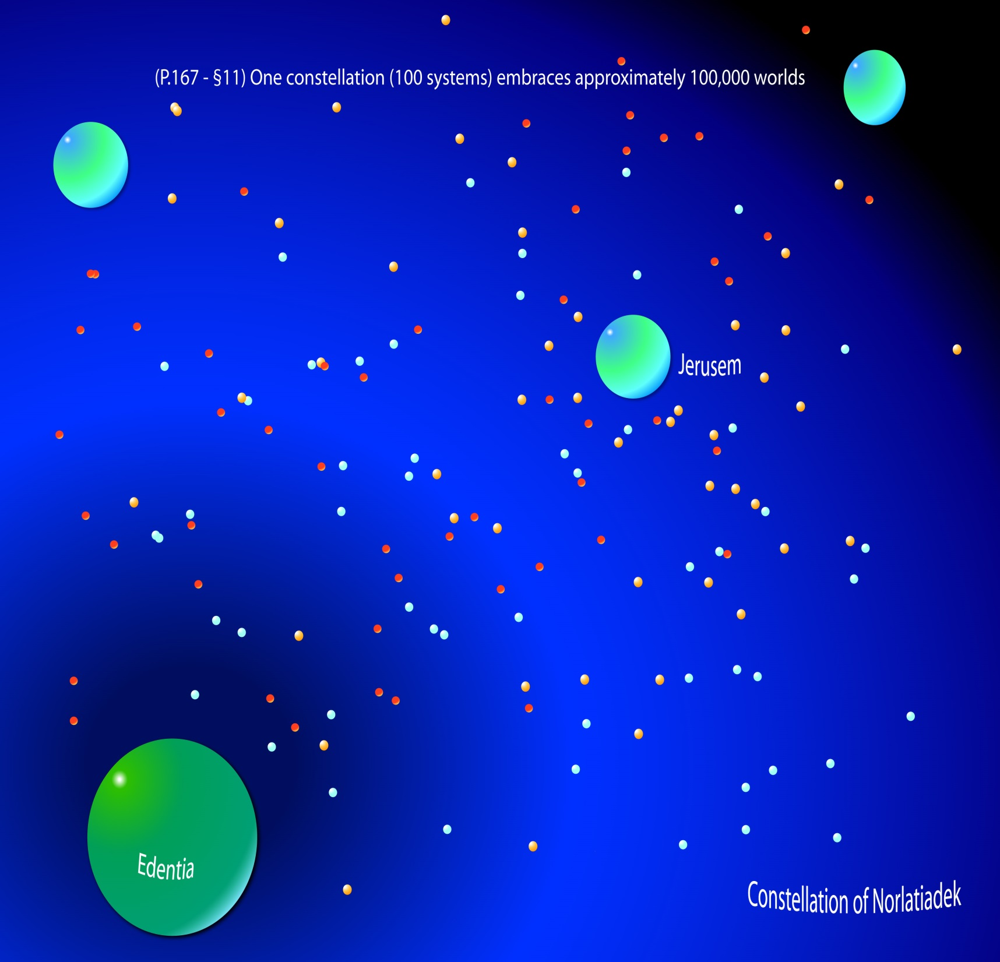 (P.167 - §11) One constellation (100 systems) embraces approximately 100,000 worlds
Jerusem
Edentia
Constellation of Norlatiadek